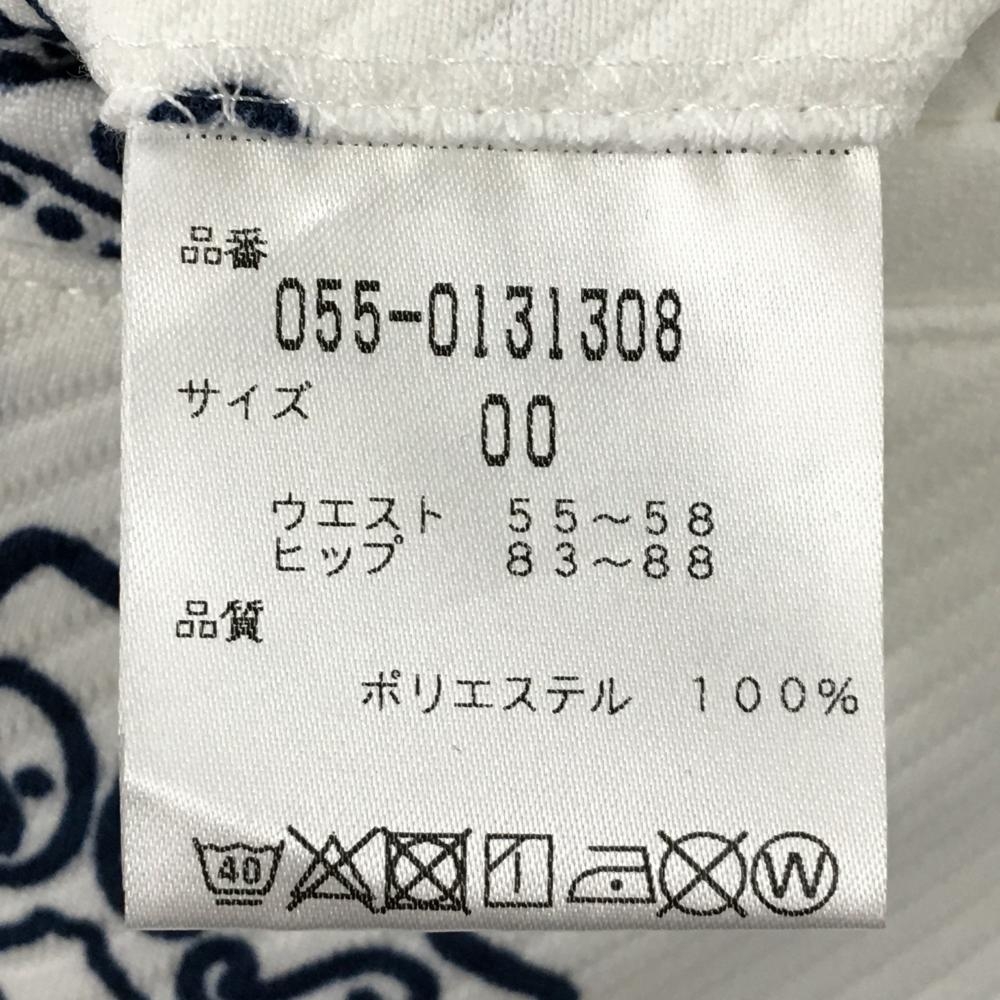 品番
055-0131308
サイズ
00
ウエスト 55～58
ヒップ 83～88
品質
ポリエステル 100%
40 W